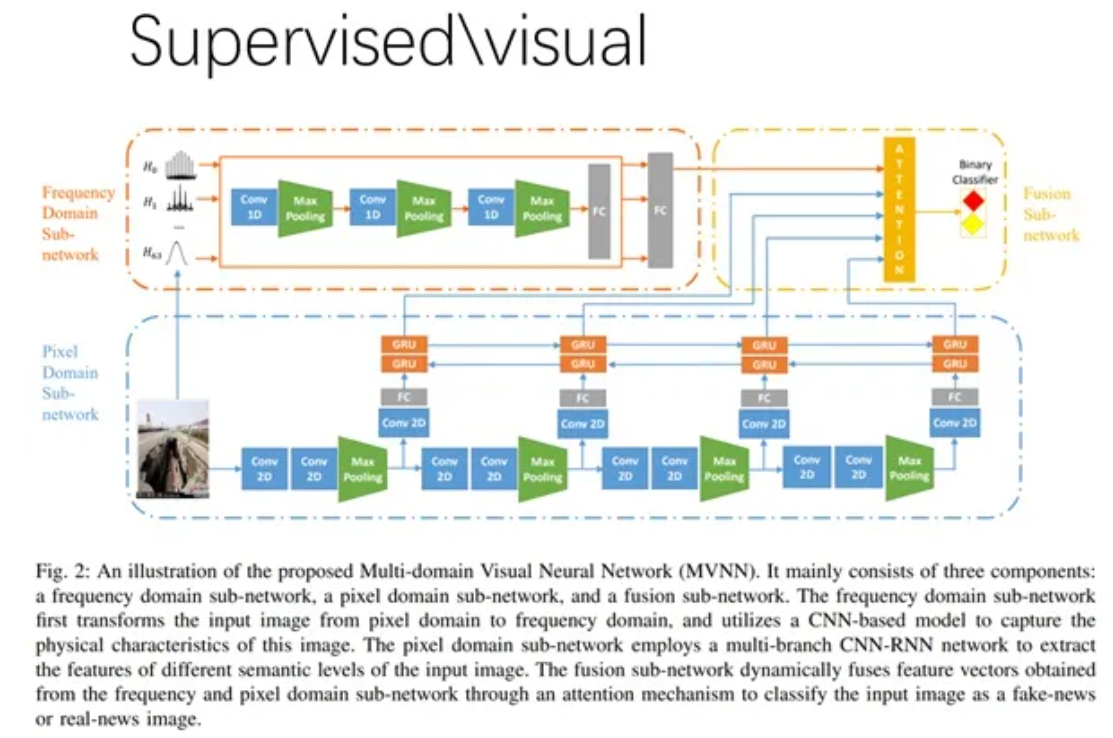 Supervised\visual
Frequency
Domain
Sub-
network
H₀
H₁
...
H₆₃
Conv
1D
Max
Pooling
Conv
1D
Max
Pooling
Conv
1D
Max
Pooling
FC
FC
ATTENTION
Binary
Classifier
Fusion
Sub-
network
Pixel
Domain
Sub-
network
GRU
GRU
GRU
GRU
GRU
GRU
GRU
GRU
FC
FC
FC
FC
Conv 2D
Conv 2D
Conv 2D
Conv 2D
Conv
2D
Conv
2D
Max
Pooling
Conv
2D
Conv
2D
Max
Pooling
Conv
2D
Conv
2D
Max
Pooling
Conv
2D
Conv
2D
Max
Pooling
Fig. 2: An illustration of the proposed Multi-domain Visual Neural Network (MVNN). It mainly consists of three components:
a frequency domain sub-network, a pixel domain sub-network, and a fusion sub-network. The frequency domain sub-network
first transforms the input image from pixel domain to frequency domain, and utilizes a CNN-based model to capture the
physical characteristics of this image. The pixel domain sub-network employs a multi-branch CNN-RNN network to extract
the features of different semantic levels of the input image. The fusion sub-network dynamically fuses feature vectors obtained
from the frequency and pixel domain sub-network through an attention mechanism to classify the input image as a fake-news
or real-news image.